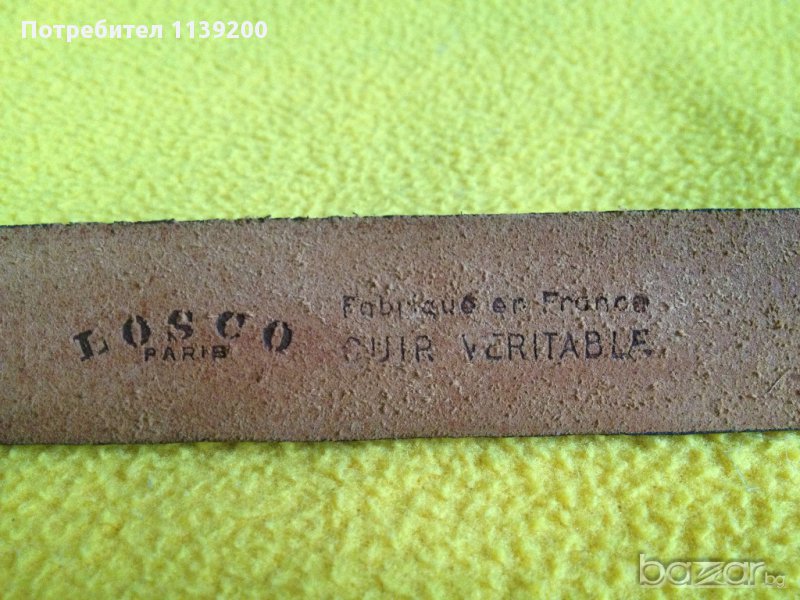 Потребител 1139200
LOSCO
PARIS
Fabrique en France
CUIR VERITABLE
bazar.bg